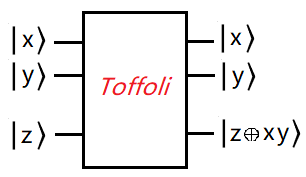 |x⟩ |x⟩
|y⟩ |y⟩
Toffoli
|z⟩ |z⊕xy⟩